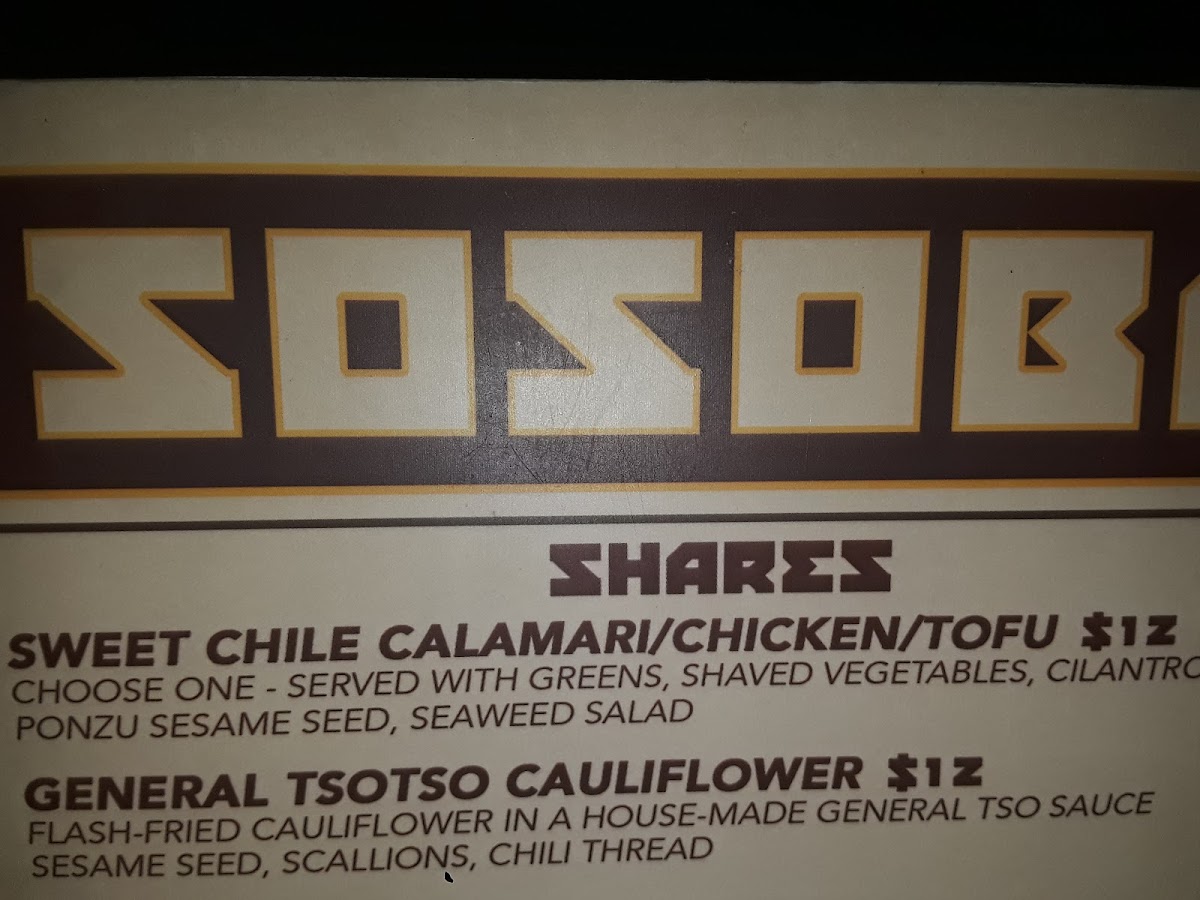 SOSOB
SHARES
SWEET CHILE CALAMARI/CHICKEN/TOFU $12
CHOOSE ONE - SERVED WITH GREENS, SHAVED VEGETABLES, CILANTRO
PONZU SESAME SEED, SEAWEED SALAD
GENERAL TSOTSO CAULIFLOWER $12
FLASH-FRIED CAULIFLOWER IN A HOUSE-MADE GENERAL TSO SAUCE
SESAME SEED, SCALLIONS, CHILI THREAD